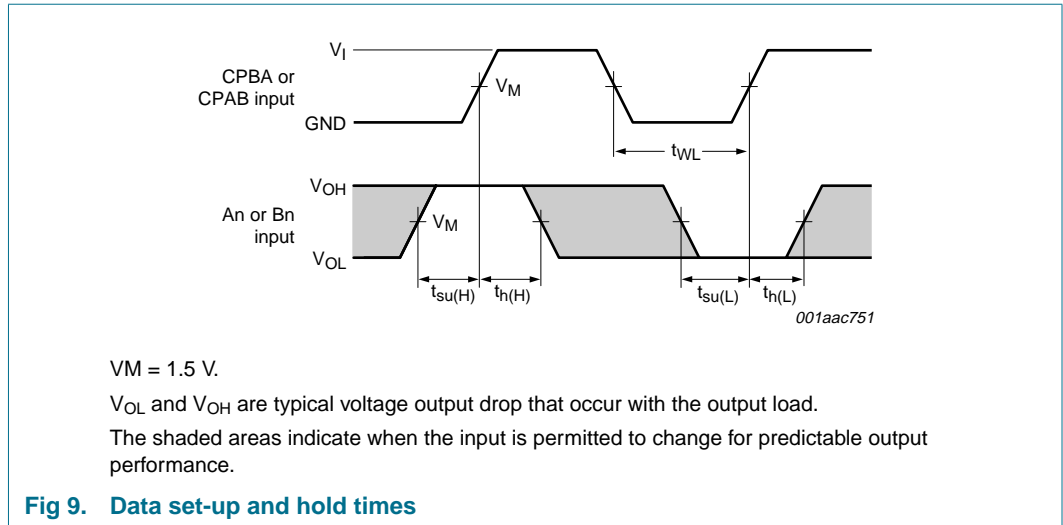 V_I
CPBA or
CPAB input
V_M
GND
t_WL
V_OH
An or Bn
input
V_M
V_OL
t_su(H)
t_h(H)
t_su(L)
t_h(L)
001aac751
VM = 1.5 V.
V_OL and V_OH are typical voltage output drop that occur with the output load.
The shaded areas indicate when the input is permitted to change for predictable output
performance.
Fig 9. Data set-up and hold times